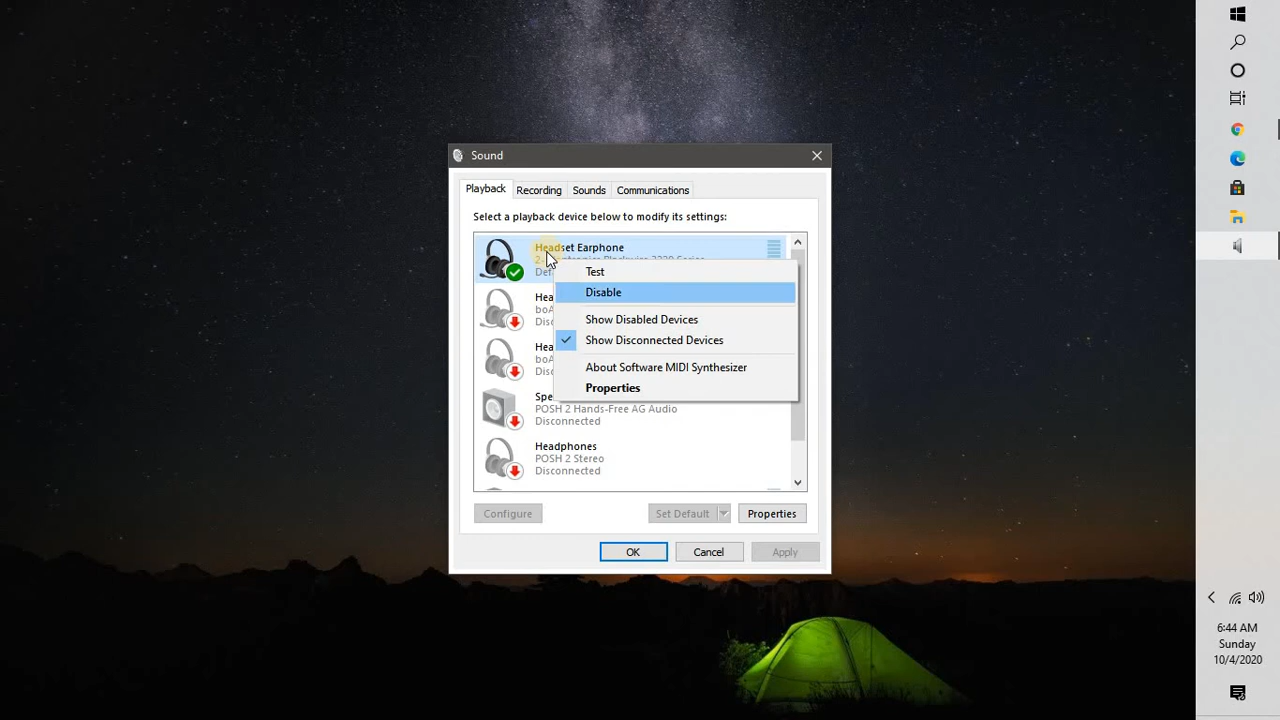 Sound
Playback
Recording
Sounds
Communications
Select a playback device below to modify its settings:
Headset Earphone
Test
Disable
Show Disabled Devices
Show Disconnected Devices
About Software MIDI Synthesizer
Properties
POSH 2 Hands-Free AG Audio
Disconnected
Headphones
POSH 2 Stereo
Disconnected
Configure
Set Default
Properties
OK
Cancel
Apply
6:44 AM
Sunday
10/4/2020